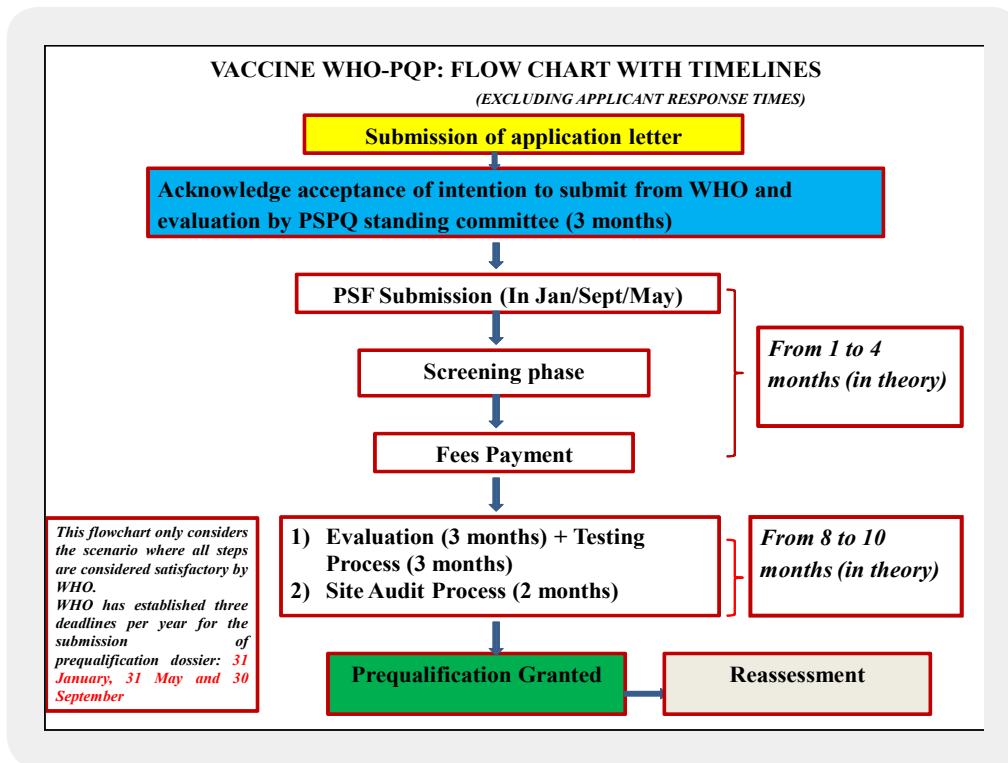 VACCINE WHO-PQP: FLOW CHART WITH TIMELINES
(EXCLUDING APPLICANT RESPONSE TIMES)
Submission of application letter
Acknowledge acceptance of intention to submit from WHO and
evaluation by PSPQ standing committee (3 months)
PSF Submission (In Jan/Sept/May)
Screening phase
Fees Payment
From 1 to 4
months (in theory)
1) Evaluation (3 months) + Testing
Process (3 months)
2) Site Audit Process (2 months)
From 8 to 10
months (in theory)
This flowchart only considers
the scenario where all steps
are considered satisfactory by
WHO.
WHO has established three
deadlines per year for the
submission of
prequalification dossier: 31
January, 31 May and 30
September
Prequalification Granted
Reassessment